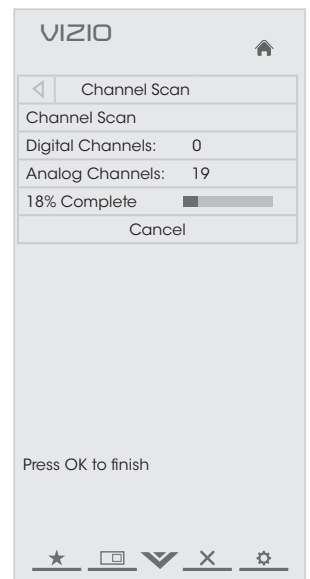 VIZIO
Channel Scan
Channel Scan
Digital Channels: 0
Analog Channels: 19
18% Complete
Cancel
Press OK to finish